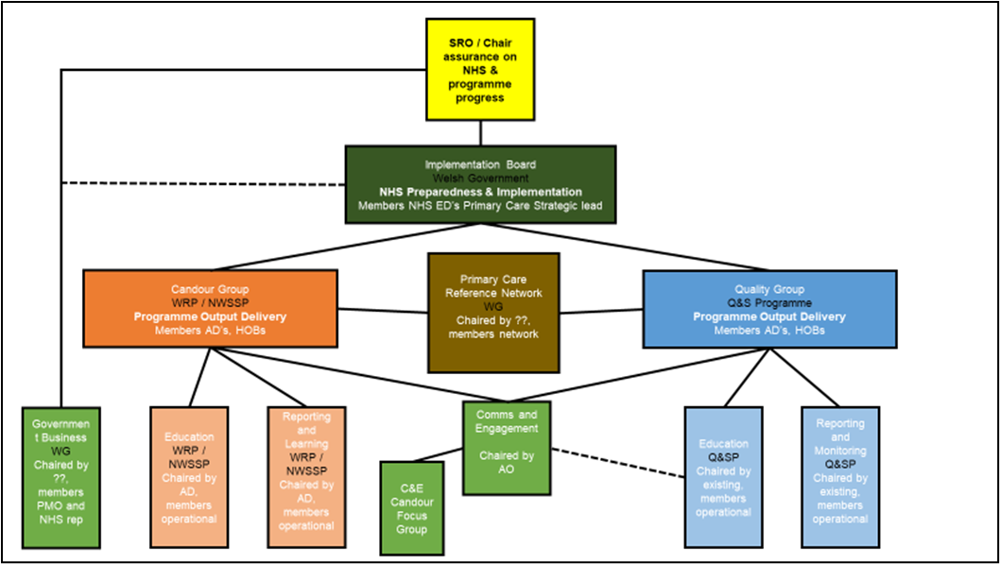 SRO / Chair
assurance on
NHS &
programme
progress
Implementation Board
Welsh Government
NHS Preparedness & Implementation
Members NHS ED's Primary Care Strategic lead
Candour Group
WRP / NWSSP
Programme Output Delivery
Members AD's, HOBs
Primary Care
Reference Network
WG
Chaired by ??,
members network
Quality Group
Q&S Programme
Programme Output Delivery
Members AD's, HOBs
Governmen
t Business
WG
Chaired by
??,
members
PMO and
NHS rep
Education
WRP /
NWSSP
Chaired by
AD,
members
operational
Reporting
and
Learning
WRP /
NWSSP
Chaired by
AD,
members
operational
C&E
Candour
Focus
Group
Comms and
Engagement
Chaired by
AO
Education
Q&SP
Chaired by
existing,
members
operational
Reporting
and
Monitoring
Q&SP
Chaired by
existing,
members
operational